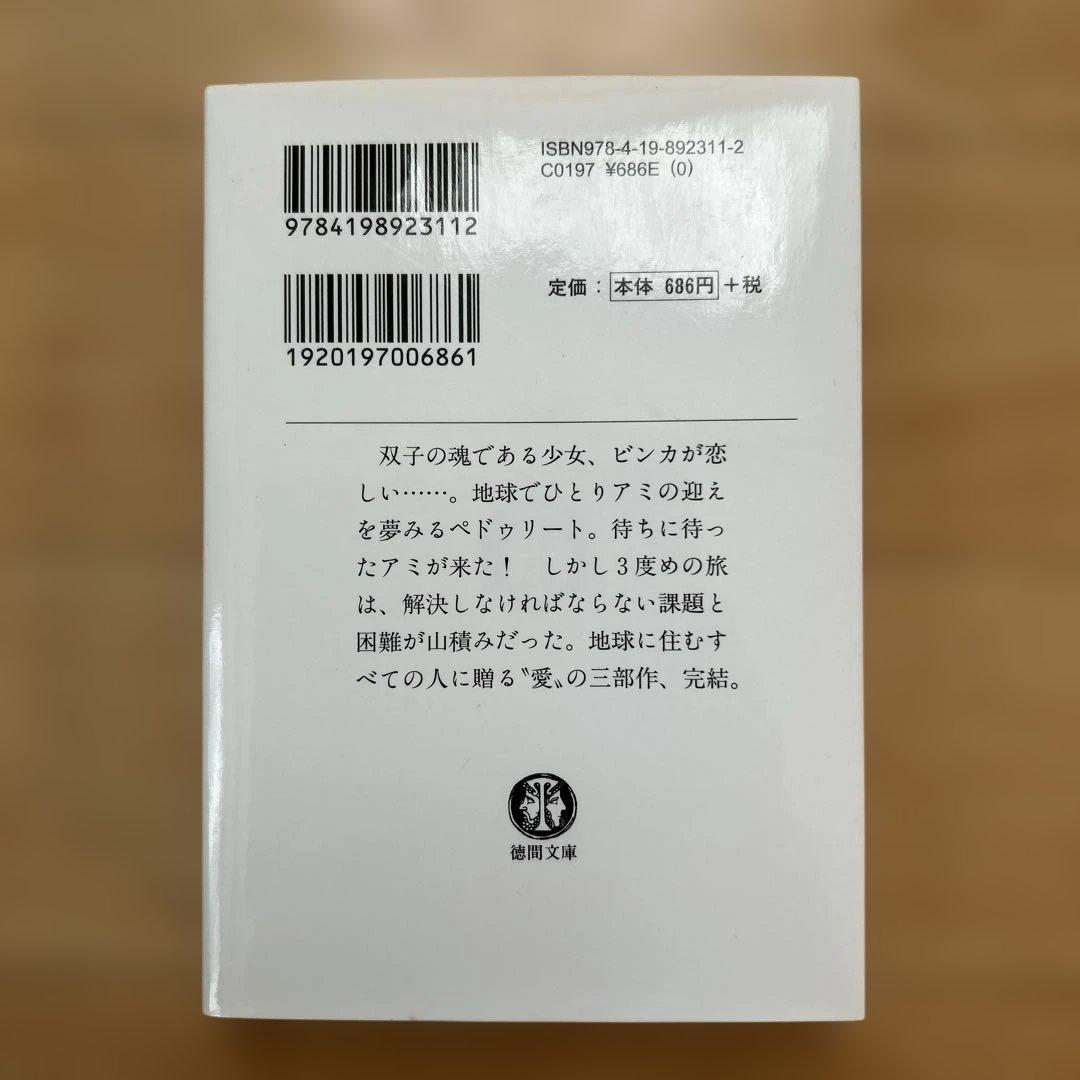 ISBN978-4-19-892311-2
C0197 ¥686E (0)
9784198923112
定価：本体 686円＋税
1920197006861
双子の魂である少女、ビンカが恋
しい……。地球でひとりアミの迎え
を夢みるペドゥリート。待ちに待っ
たアミが来た！　しかし３度めの旅
は、解決しなければならない課題と
困難が山積みだった。地球に住むす
べての人に贈る〝愛〟の三部作、完結。
徳間文庫